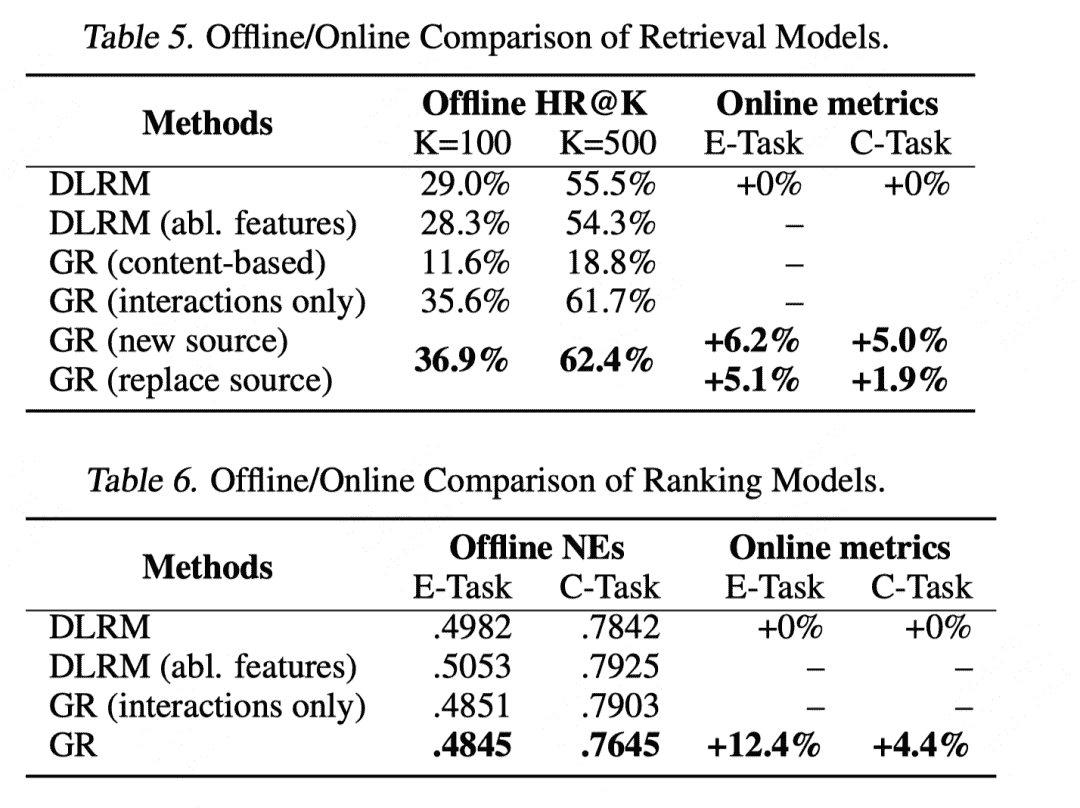 Table 5. Offline/Online Comparison of Retrieval Models.
Methods Offline HR@K Online metrics
K=100 K=500 E-Task C-Task
DLRM 29.0% 55.5% +0% +0%
DLRM (abl. features) 28.3% 54.3% –
GR (content-based) 11.6% 18.8% –
GR (interactions only) 35.6% 61.7% –
GR (new source) 36.9% 62.4% +6.2% +5.0%
GR (replace source) +5.1% +1.9%
Table 6. Offline/Online Comparison of Ranking Models.
Methods Offline NEs Online metrics
E-Task C-Task E-Task C-Task
DLRM .4982 .7842 +0% +0%
DLRM (abl. features) .5053 .7925 – –
GR (interactions only) .4851 .7903 – –
GR .4845 .7645 +12.4% +4.4%